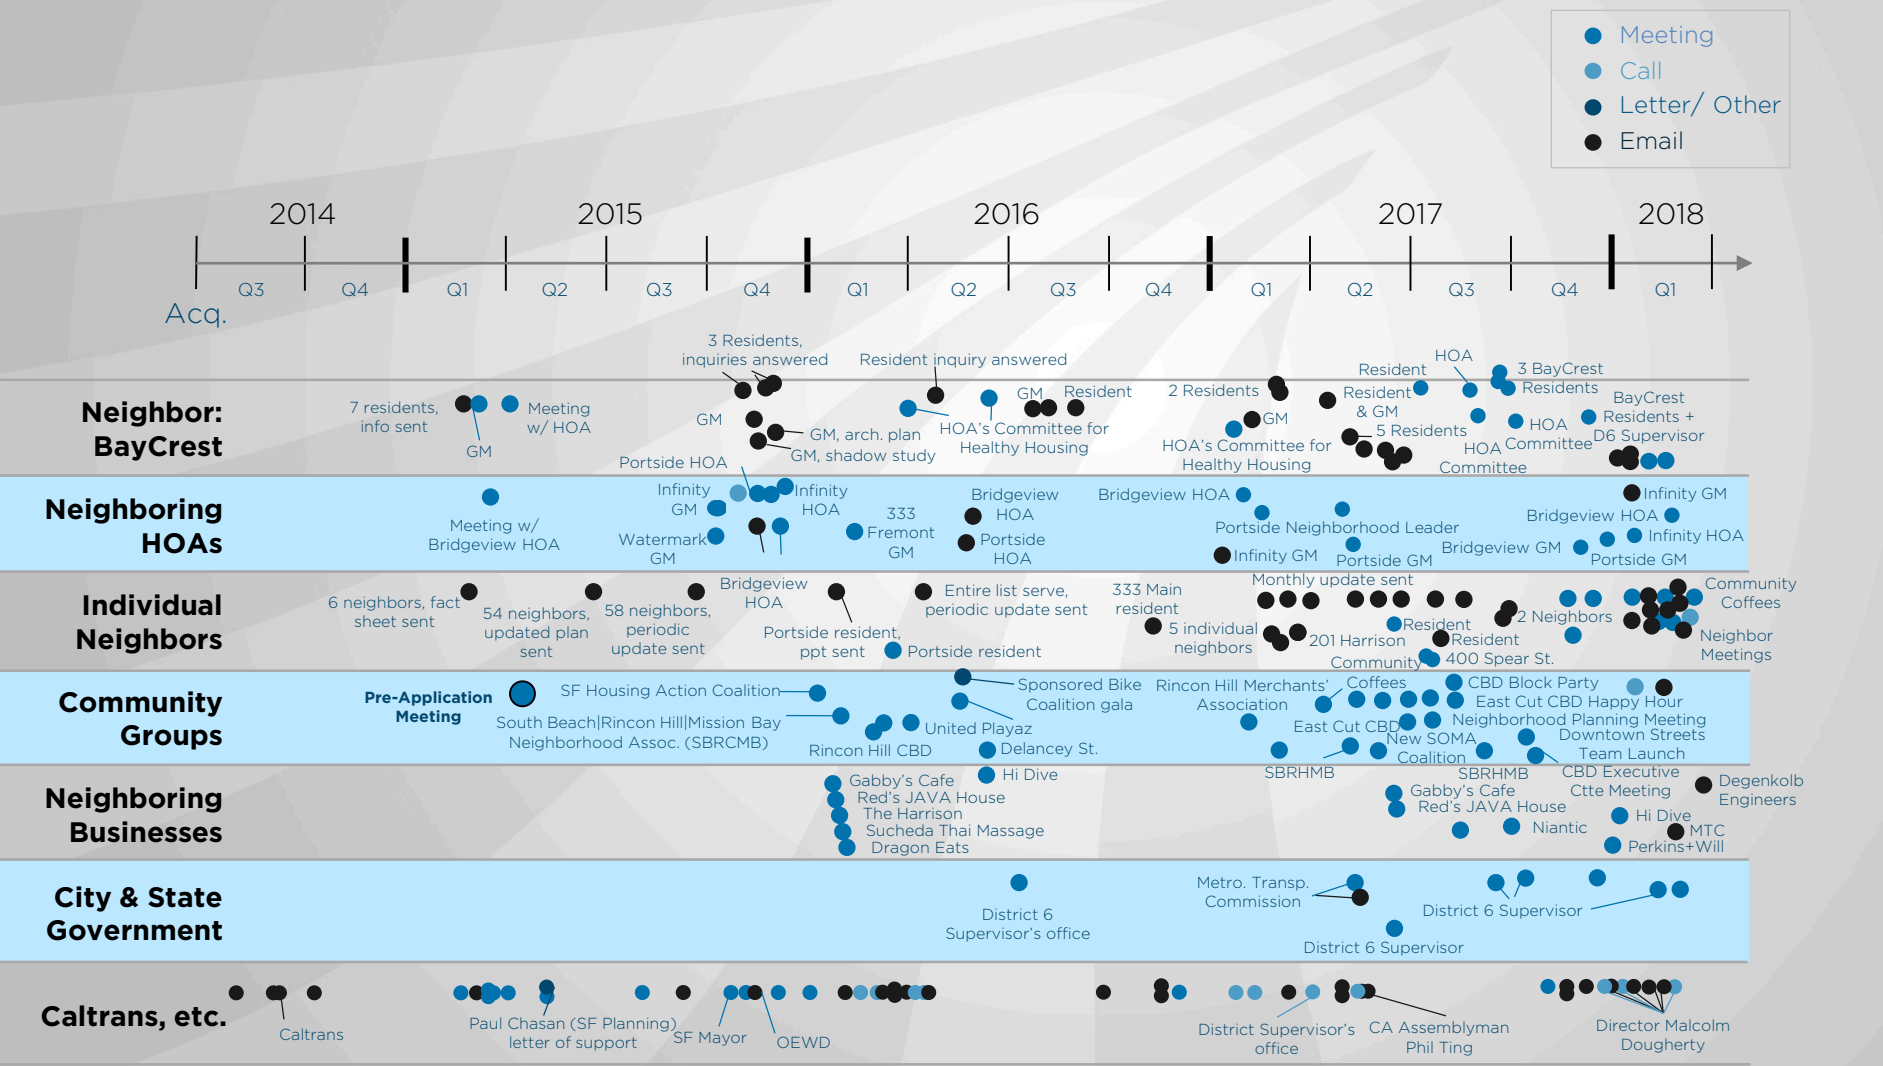 Meeting
Call
Letter/ Other
Email
2014
2015
2016
2017
2018
Q3
Q4
Q1
Q2
Q3
Q4
Q1
Q2
Q3
Q4
Q1
Q2
Q3
Q4
Q1
Acq.
Neighbor:
BayCrest
7 residents,
info sent
GM
Meeting
w/ HOA
3 Residents,
inquiries answered
GM
GM, arch. plan
GM, shadow study
Resident inquiry answered
HOA's Committee for
Healthy Housing
GM
Resident
2 Residents
GM
HOA's Committee for
Healthy Housing
Resident
& GM
5 Residents
Resident
HOA
3 BayCrest
Residents
HOA
Committee
HOA
Committee
BayCrest
Residents +
D6 Supervisor
Neighboring
HOAs
Meeting w/
Bridgeview HOA
Portside HOA
Infinity
GM
Infinity
HOA
Watermark
GM
333
Fremont
GM
Bridgeview
HOA
Portside
HOA
Bridgeview HOA
Portside Neighborhood Leader
Infinity GM
Portside GM
Bridgeview GM
Infinity GM
Bridgeview HOA
Infinity HOA
Portside GM
Individual
Neighbors
6 neighbors, fact
sheet sent
54 neighbors,
updated plan
sent
58 neighbors,
periodic
update sent
Bridgeview
HOA
Portside resident,
ppt sent
Portside resident
Entire list serve,
periodic update sent
333 Main
resident
5 individual
neighbors
Monthly update sent
201 Harrison
Resident
Resident
400 Spear St.
2 Neighbors
Community
Coffees
Neighbor
Meetings
Community
Groups
Pre-Application
Meeting
SF Housing Action Coalition
South Beach|Rincon Hill|Mission Bay
Neighborhood Assoc. (SBRCMB)
Rincon Hill CBD
United Playaz
Sponsored Bike
Coalition gala
Delancey St.
Rincon Hill Merchants'
Association
Community
Coffees
East Cut CBD
SBRHMB
New SOMA
Coalition
CBD Block Party
East Cut CBD Happy Hour
Neighborhood Planning Meeting
Downtown Streets
Team Launch
SBRHMB
CBD Executive
Ctte Meeting
Neighboring
Businesses
Gabby's Cafe
Red's JAVA House
The Harrison
Sucheda Thai Massage
Dragon Eats
Hi Dive
Gabby's Cafe
Red's JAVA House
Niantic
Degenkolb
Engineers
Hi Dive
MTC
Perkins+Will
City & State
Government
District 6
Supervisor's office
Metro. Transp.
Commission
District 6 Supervisor
District 6 Supervisor
Caltrans, etc.
Caltrans
Paul Chasan (SF Planning)
letter of support
SF Mayor
OEWD
District Supervisor's
office
CA Assemblyman
Phil Ting
Director Malcolm
Dougherty